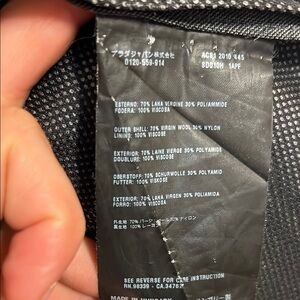 プラダジャパン株式会社
0120-559-914
ESTERNO: 70% LANA VERGINE 30% POLIAMMIDE
FODERA: 100% VISCOSA
OUTER SHELL: 70% VIRGIN WOOL 30% NYLON
LINING: 100% VISCOSE
EXTERIOR: 70% LAINE VIERGE 30% POLYAMIDE
DOUBLURE: 100% VISCOSE
OBERSTOFF: 70% SCHURWOLLE 30% POLYAMID
FUTTER: 100% VISKOSE
EXTERIOR: 70% LANA VIRGEN 30% POLIAMIDA
FORRO: 100% VISCOSA
SEE REVERSE FOR CARE INSTRUCTION
MADE IN